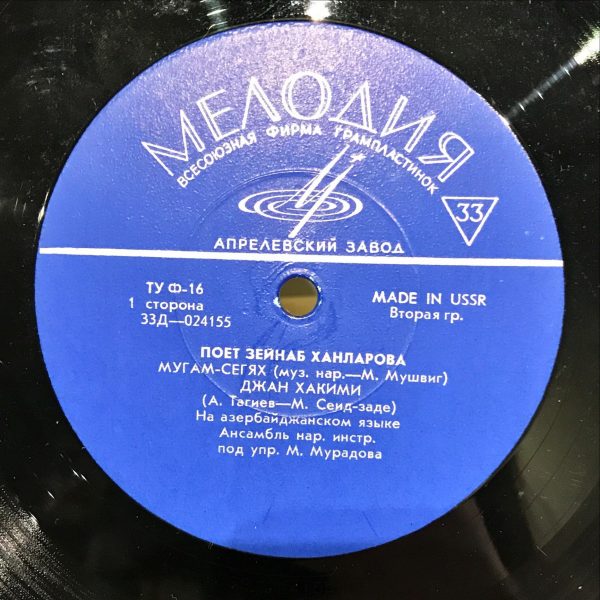 МЕЛОДИЯ
ВСЕСОЮЗНАЯ ФИРМА ГРАМПЛАСТИНОК
33
АПРЕЛЕВСКИЙ ЗАВОД
ТУ Ф-16
MADE IN USSR
1 сторона
Вторая гр.
33Д—024155
ПОЕТ ЗЕЙНАБ ХАНЛАРОВА
МУГАМ-СЕГЯХ (муз. нар.—М. Мушвиг)
ДЖАН ХАКИМИ
(А. Тагиев—М. Сеид-заде)
На азербайджанском языке
Ансамбль нар. инстр.
под упр. М. Мурадова